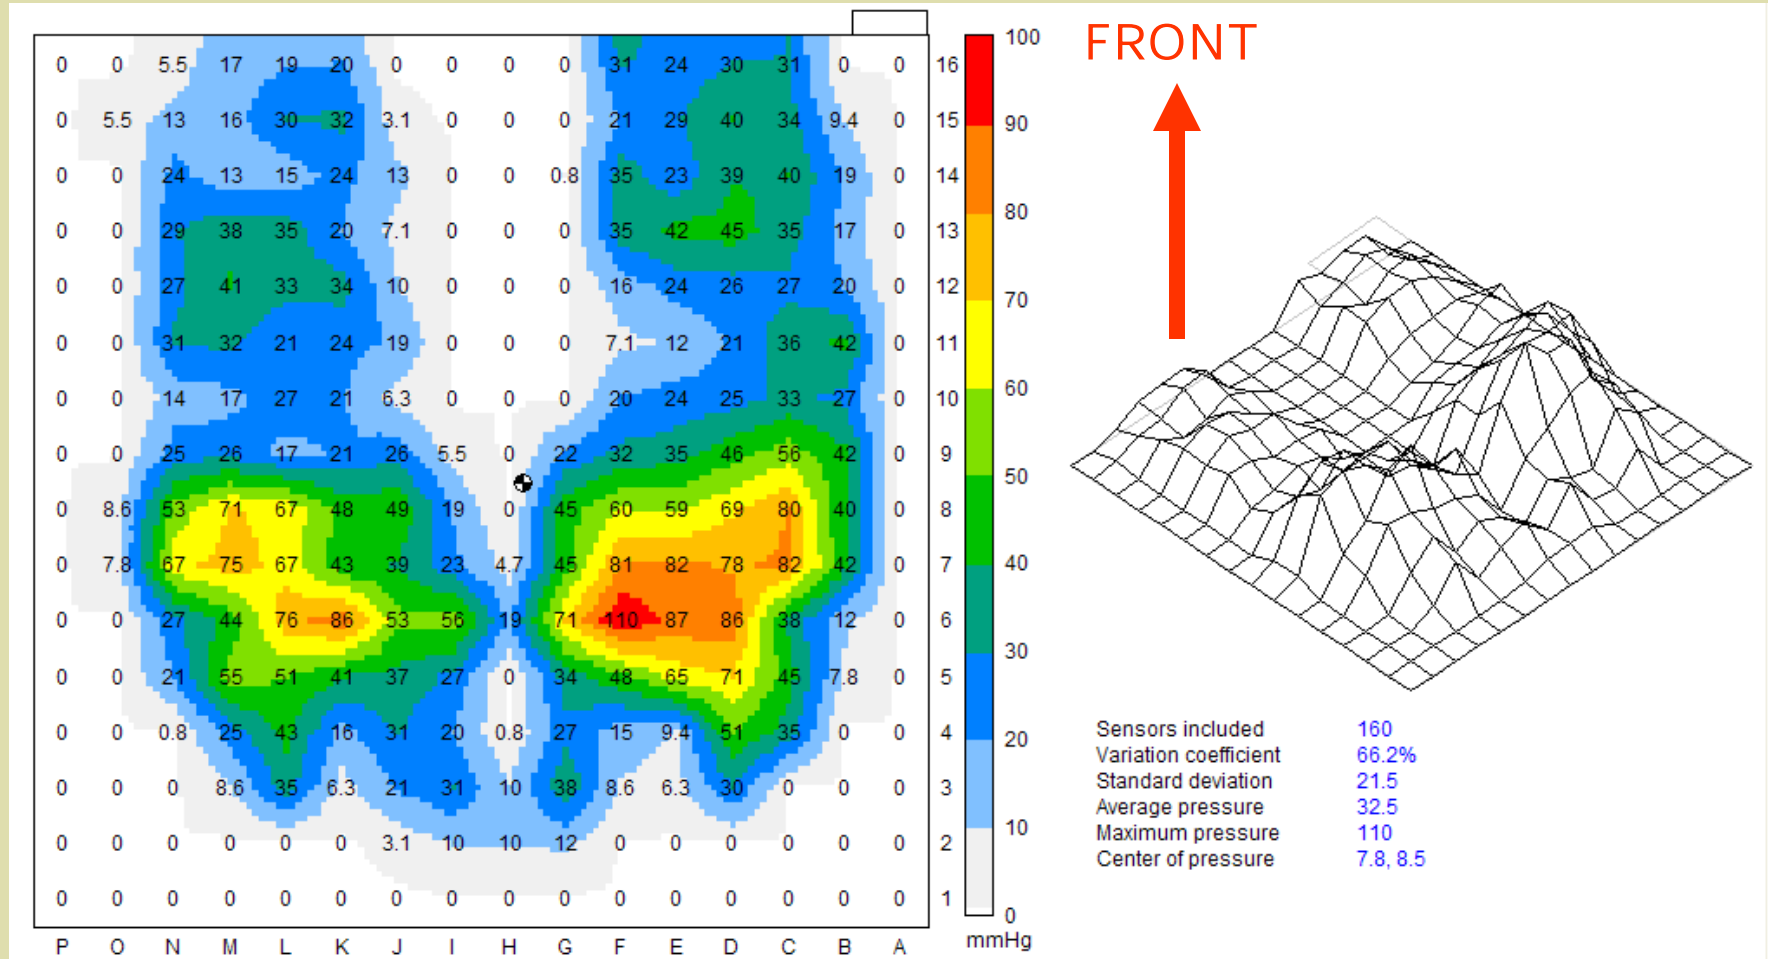 FRONT
0 0 5.5 17 19 20 0 0 0 0 31 24 30 31 0 0 16
0 5.5 13 16 30 32 3.1 0 0 0 21 29 40 34 9.4 0 15
0 0 24 13 15 24 13 0 0 0.8 35 23 39 40 19 0 14
0 0 29 38 35 20 7.1 0 0 0 35 42 45 35 17 0 13
0 0 27 41 33 34 10 0 0 0 16 24 26 27 20 0 12
0 0 31 32 21 24 19 0 0 0 7.1 12 21 36 42 0 11
0 0 14 17 27 21 6.3 0 0 0 20 24 25 33 27 0 10
0 0 25 26 17 21 26 5.5 0 22 32 35 46 56 42 0 9
0 8.6 53 71 67 48 49 19 0 45 60 59 69 80 40 0 8
0 7.8 67 75 67 43 39 23 4.7 45 81 82 78 82 42 0 7
0 0 27 44 76 86 53 56 19 71 110 87 86 38 12 0 6
0 0 21 55 51 41 37 27 0 34 48 65 71 45 7.8 0 5
0 0 0.8 25 43 16 31 20 0.8 27 15 9.4 51 35 0 0 4
0 0 0 8.6 35 6.3 21 31 10 38 8.6 6.3 30 0 0 0 3
0 0 0 0 0 0 3.1 10 10 12 0 0 0 0 0 0 2
0 0 0 0 0 0 0 0 0 0 0 0 0 0 0 0 1
P O N M L K J I H G F E D C B A
100
90
80
70
60
50
40
30
20
10
0
mmHg
Sensors included 160
Variation coefficient 66.2%
Standard deviation 21.5
Average pressure 32.5
Maximum pressure 110
Center of pressure 7.8, 8.5